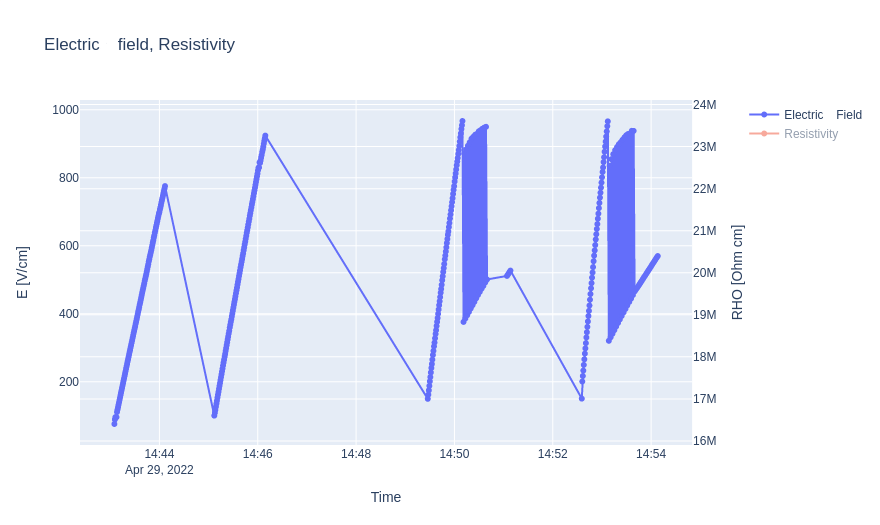 Electric    field, Resistivity
1000
800
600
400
200
E [V/cm]
24M
23M
22M
21M
20M
19M
18M
17M
16M
RHO [Ohm cm]
Electric    Field
Resistivity
14:44
14:46
14:48
14:50
14:52
14:54
Apr 29, 2022
Time